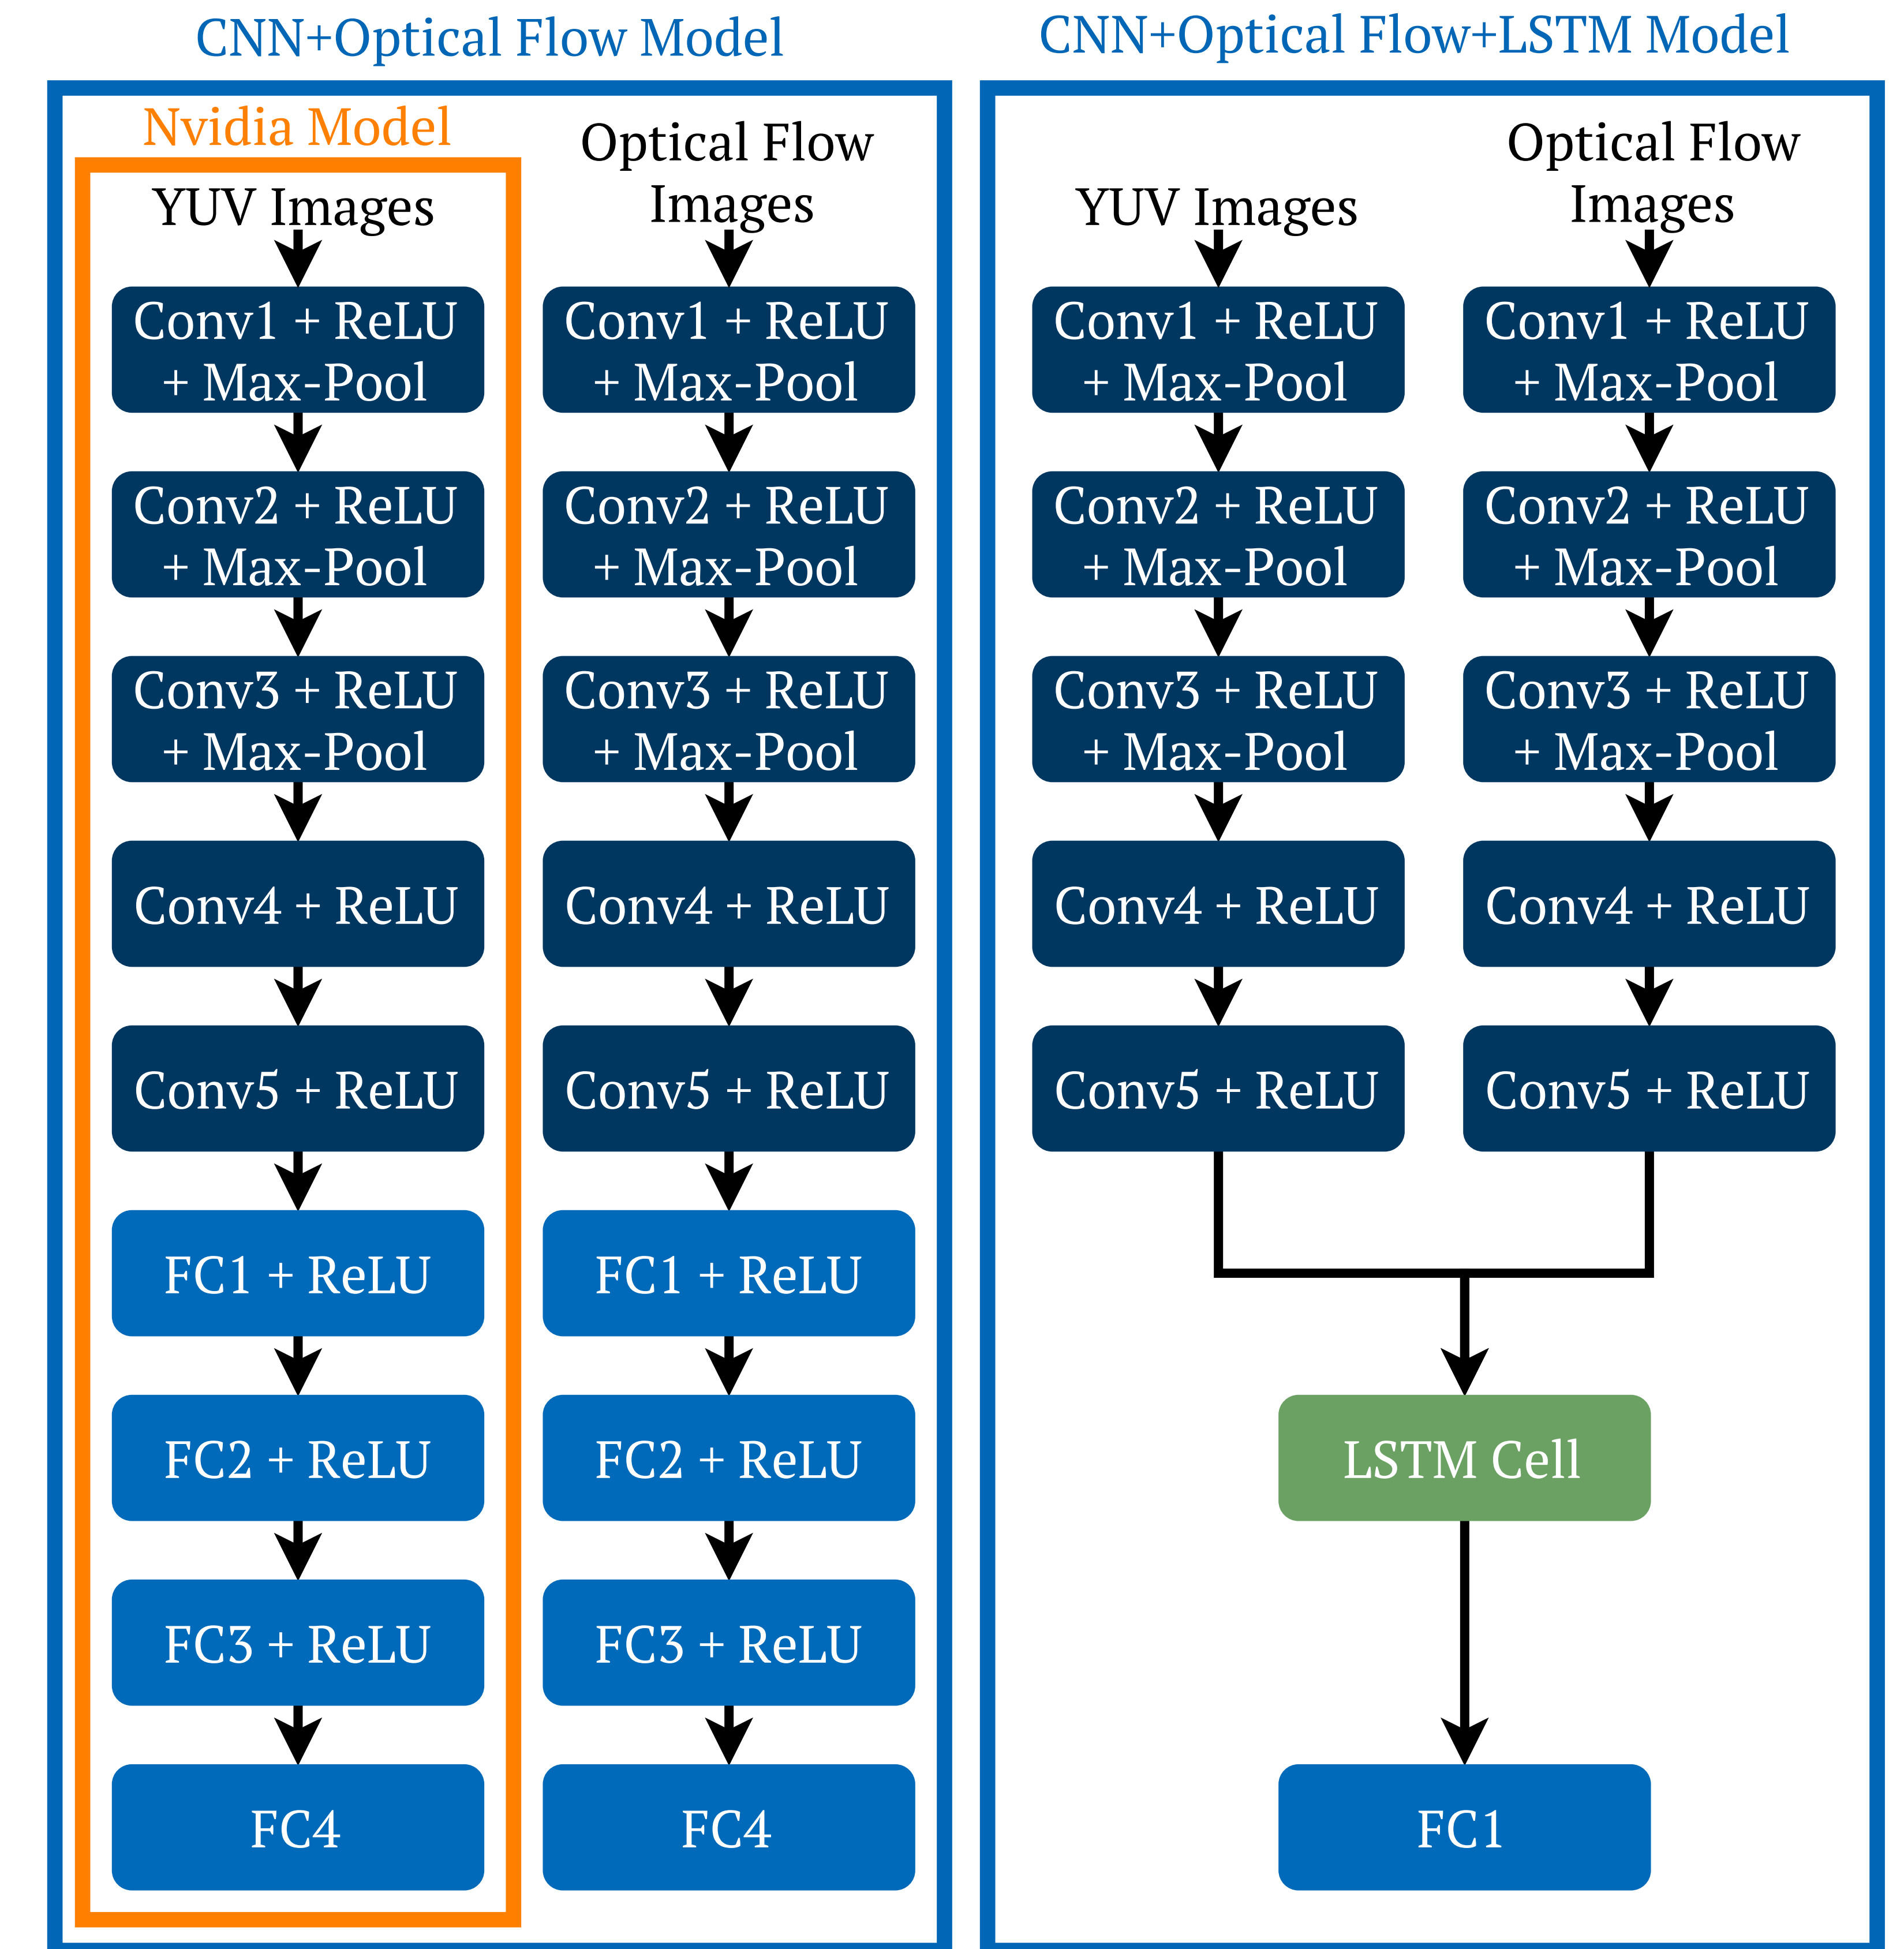 CNN+Optical Flow Model
Nvidia Model
YUV Images
Conv1 + ReLU
+ Max-Pool
Conv2 + ReLU
+ Max-Pool
Conv3 + ReLU
+ Max-Pool
Conv4 + ReLU
Conv5 + ReLU
FC1 + ReLU
FC2 + ReLU
FC3 + ReLU
FC4
Optical Flow
Images
Conv1 + ReLU
+ Max-Pool
Conv2 + ReLU
+ Max-Pool
Conv3 + ReLU
+ Max-Pool
Conv4 + ReLU
Conv5 + ReLU
FC1 + ReLU
FC2 + ReLU
FC3 + ReLU
FC4
CNN+Optical Flow+LSTM Model
YUV Images
Conv1 + ReLU
+ Max-Pool
Conv2 + ReLU
+ Max-Pool
Conv3 + ReLU
+ Max-Pool
Conv4 + ReLU
Conv5 + ReLU
Optical Flow
Images
Conv1 + ReLU
+ Max-Pool
Conv2 + ReLU
+ Max-Pool
Conv3 + ReLU
+ Max-Pool
Conv4 + ReLU
Conv5 + ReLU
LSTM Cell
FC1